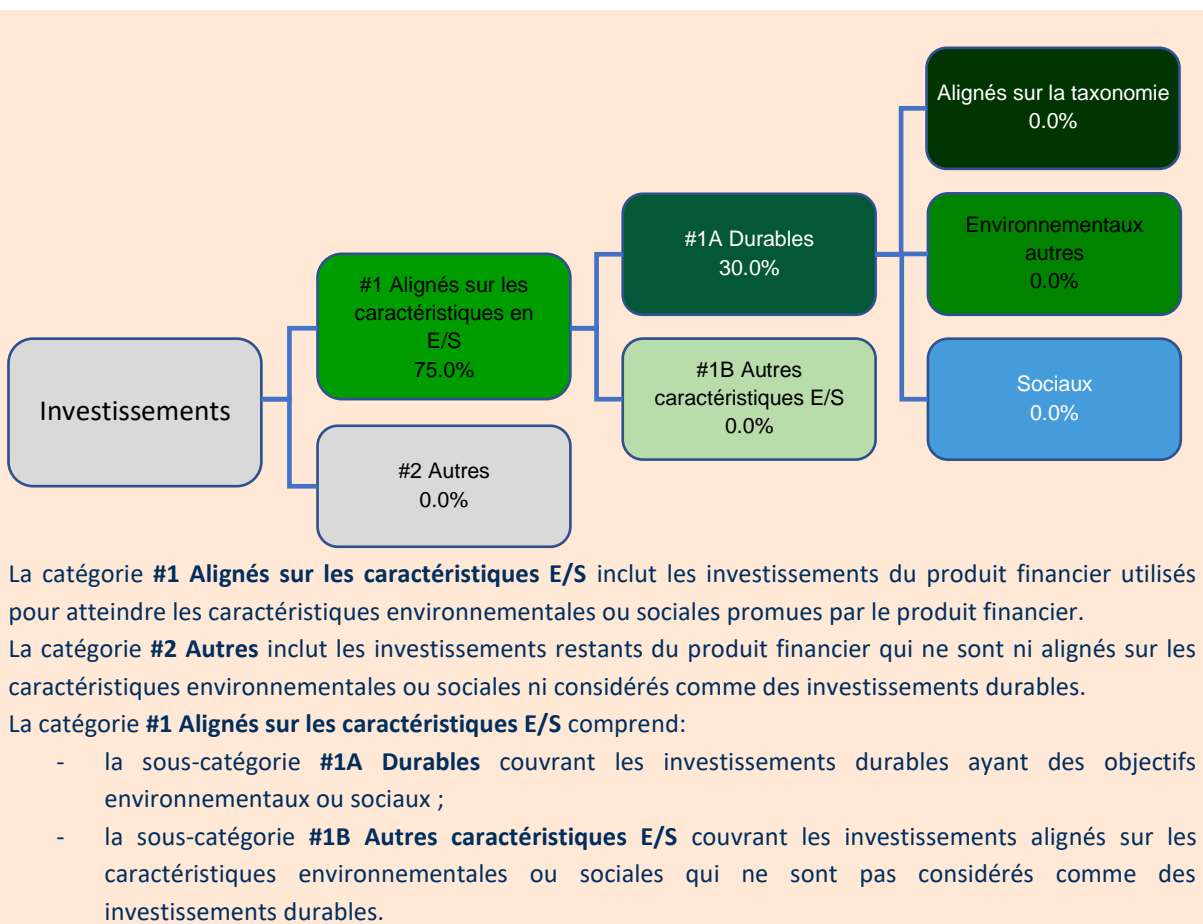 Alignés sur la taxonomie
0.0%
#1A Durables
30.0%
Environnementaux
autres
0.0%
#1 Alignés sur les
caractéristiques en
E/S
75.0%
#1B Autres
caractéristiques E/S
0.0%
Sociaux
0.0%
Investissements
#2 Autres
0.0%
La catégorie #1 Alignés sur les caractéristiques E/S inclut les investissements du produit financier utilisés
pour atteindre les caractéristiques environnementales ou sociales promues par le produit financier.
La catégorie #2 Autres inclut les investissements restants du produit financier qui ne sont ni alignés sur les
caractéristiques environnementales ou sociales ni considérés comme des investissements durables.
La catégorie #1 Alignés sur les caractéristiques E/S comprend:
- la sous-catégorie #1A Durables couvrant les investissements durables ayant des objectifs
environnementaux ou sociaux ;
- la sous-catégorie #1B Autres caractéristiques E/S couvrant les investissements alignés sur les
caractéristiques environnementales ou sociales qui ne sont pas considérés comme des
investissements durables.